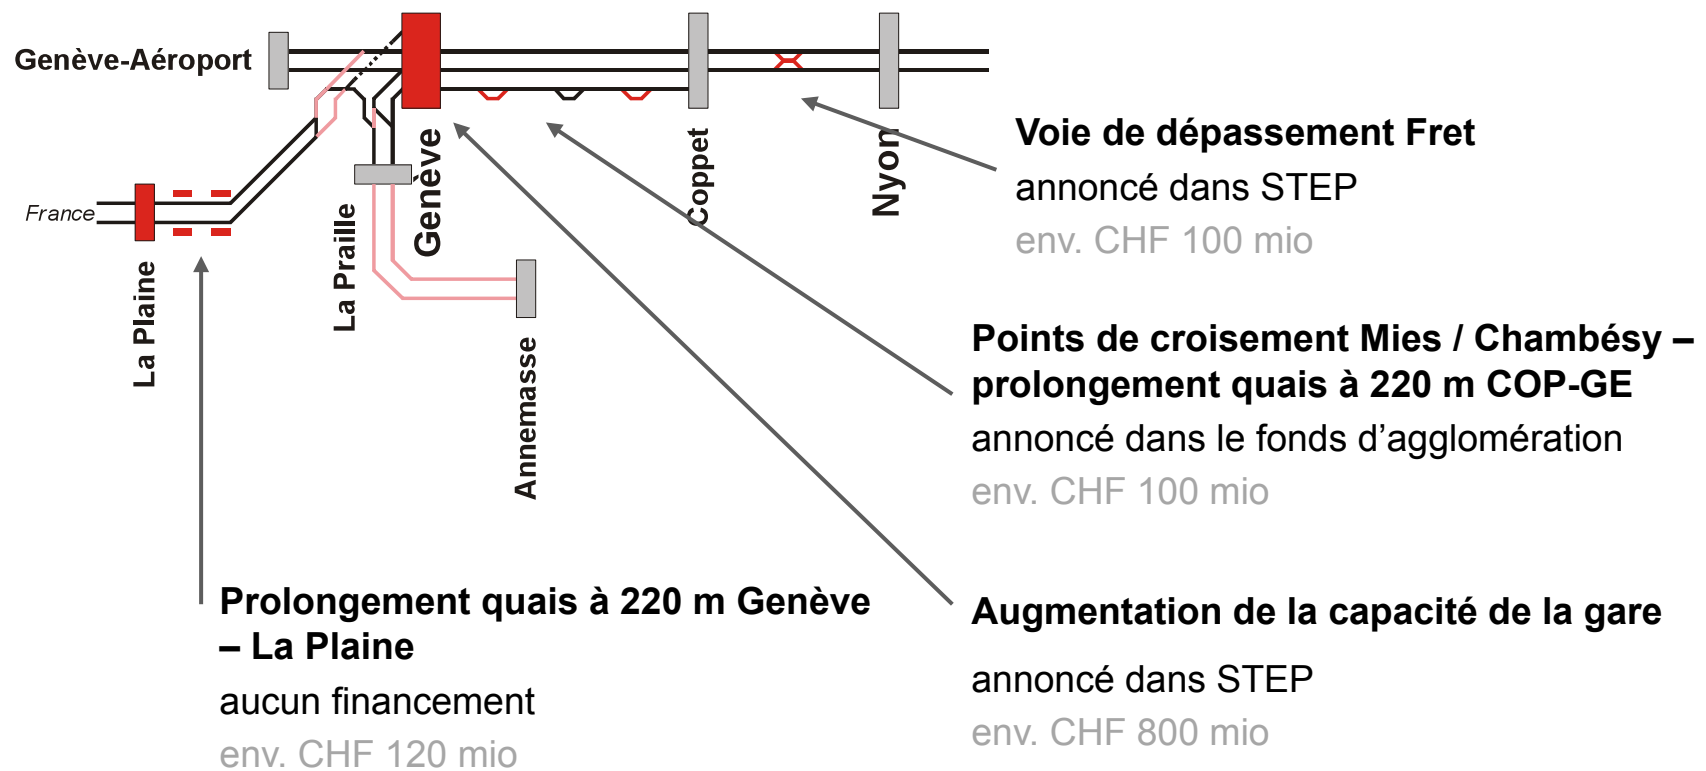 Genève-Aéroport
France
La Plaine
La Praille
Genève
Annemasse
Coppet
Nyon
Voie de dépassement Fret
annoncé dans STEP
env. CHF 100 mio
Points de croisement Mies / Chambésy –
prolongement quais à 220 m COP-GE
annoncé dans le fonds d’agglomération
env. CHF 100 mio
Prolongement quais à 220 m Genève
– La Plaine
aucun financement
env. CHF 120 mio
Augmentation de la capacité de la gare
annoncé dans STEP
env. CHF 800 mio